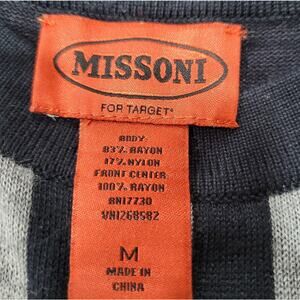 MISSONI
FOR TARGET*
BODY:
83% RAYON
17% NYLON
FRONT CENTER:
100% RAYON
RN17730
VN1268582
M
MADE IN
CHINA